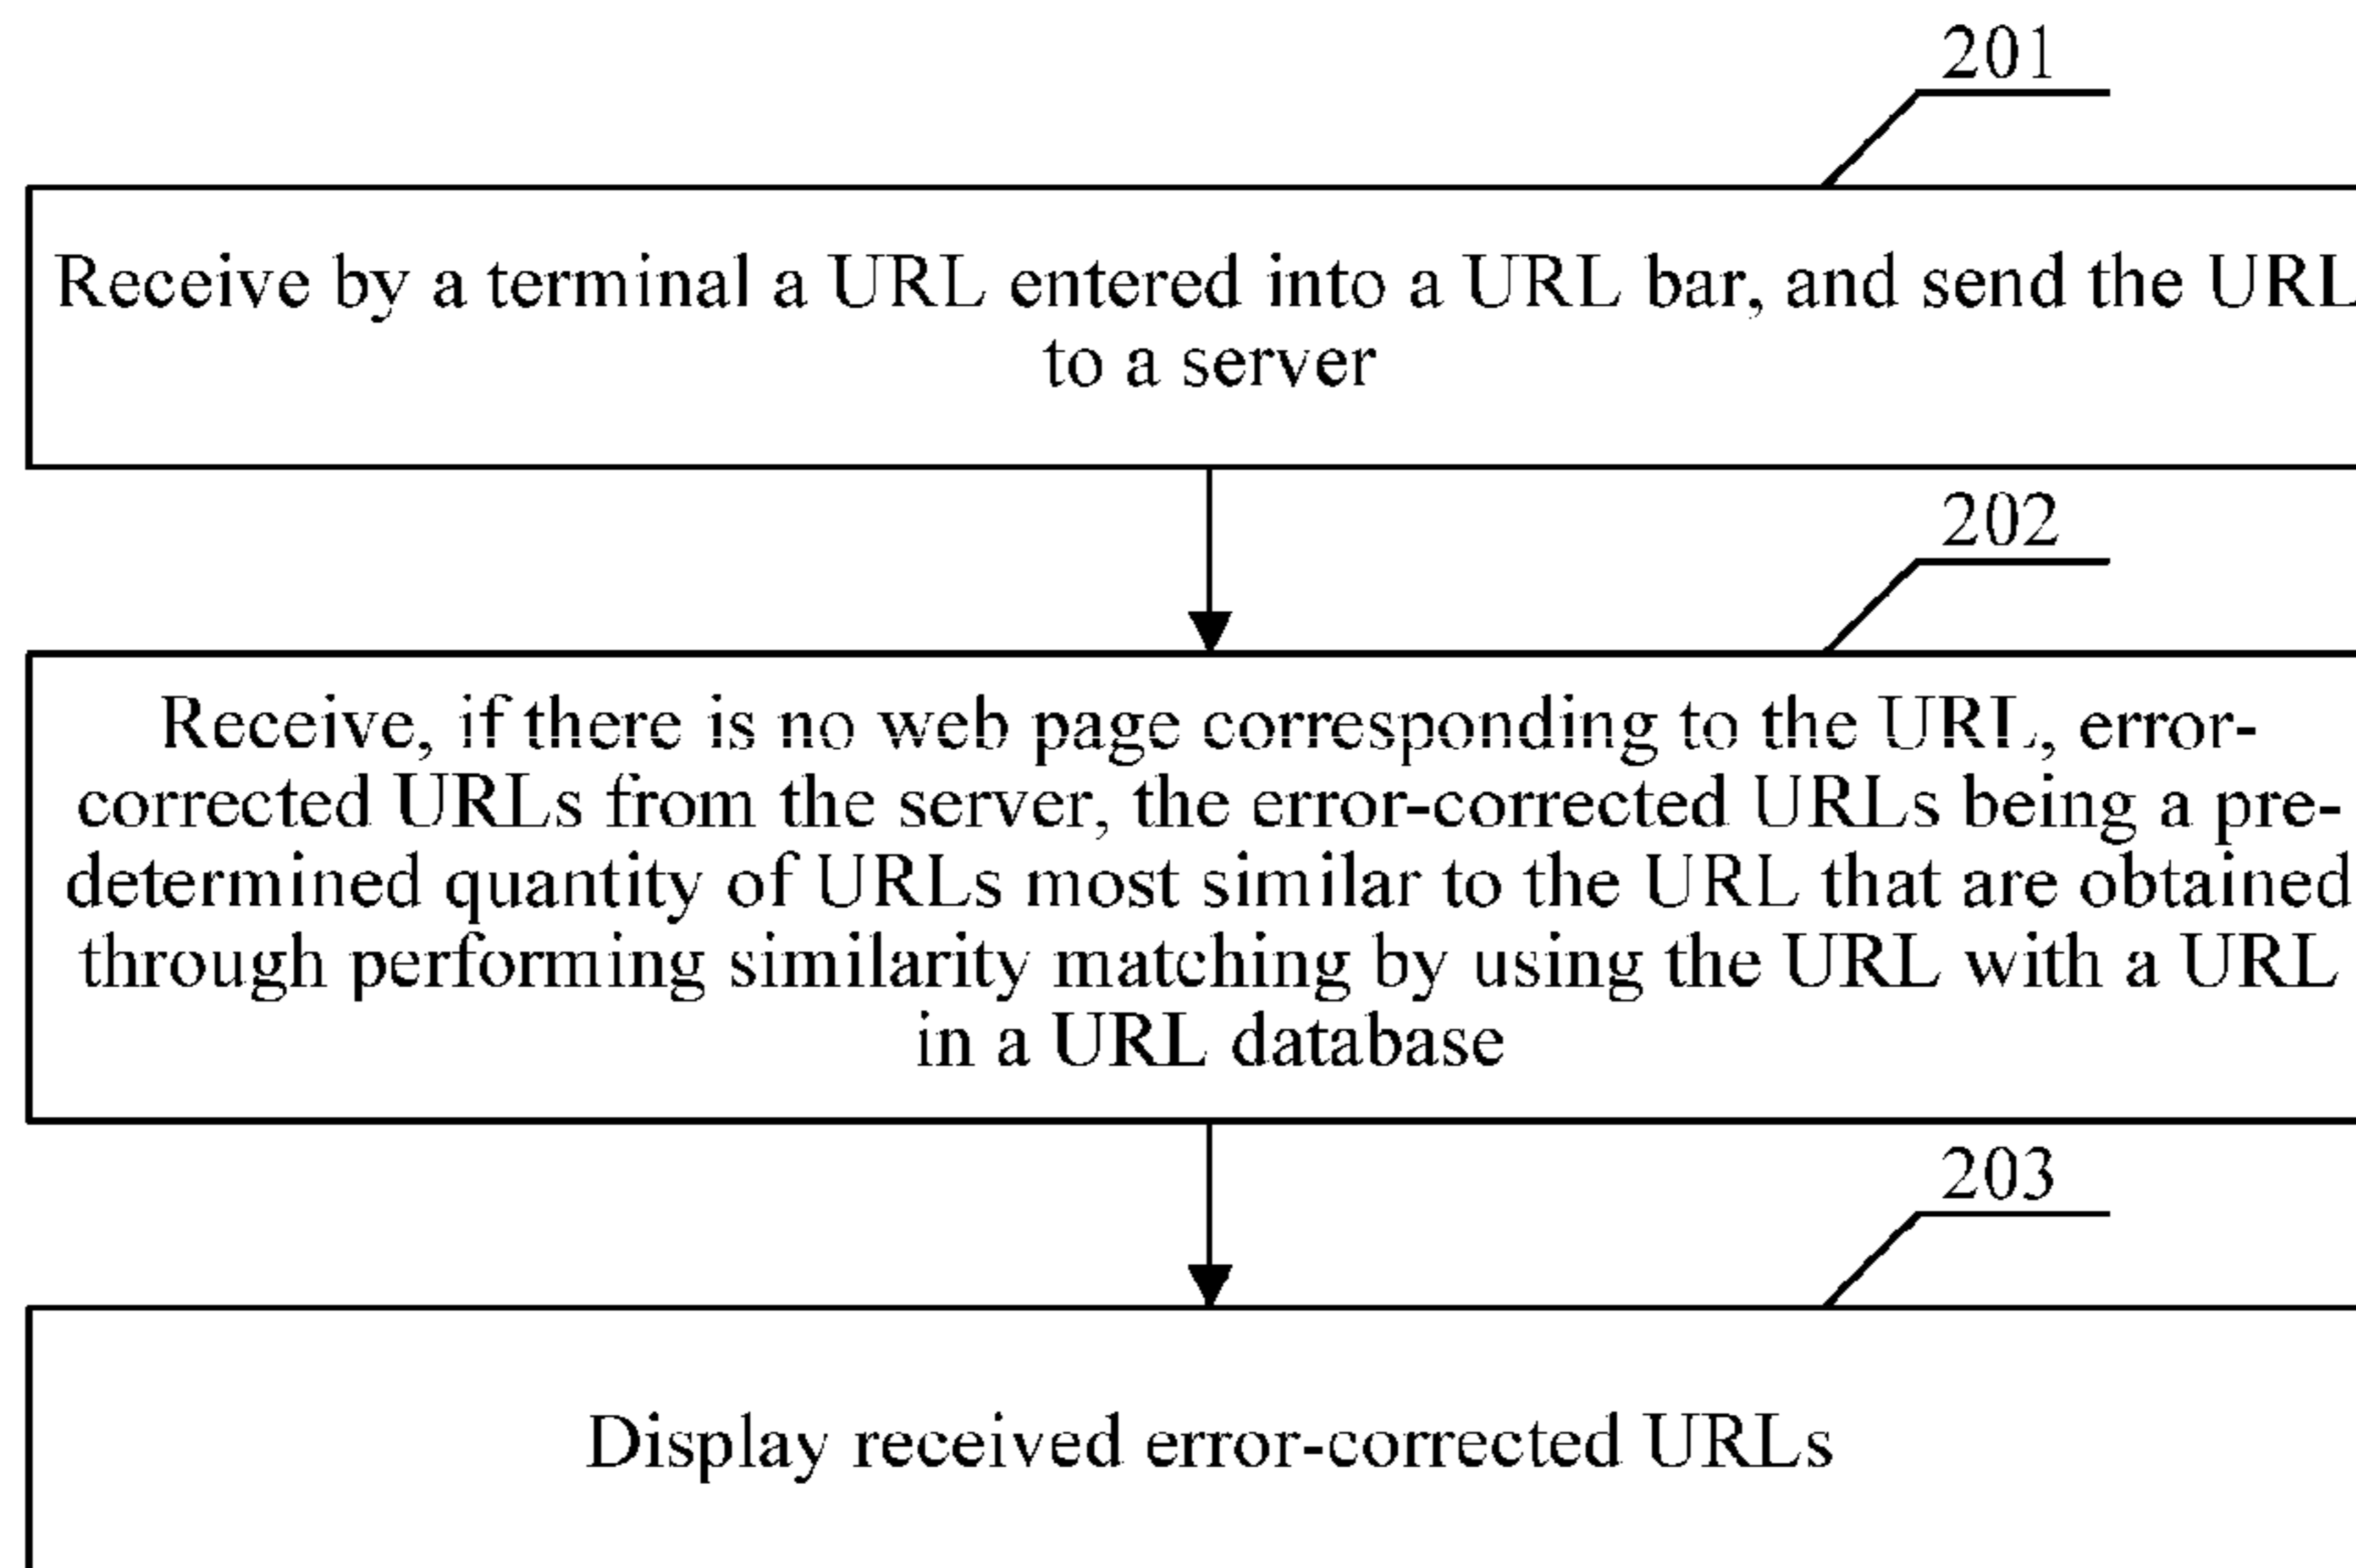 201
Receive by a terminal a URL entered into a URL bar, and send the URL
to a server
202
Receive, if there is no web page corresponding to the URL, error-
corrected URLs from the server, the error-corrected URLs being a pre-
determined quantity of URLs most similar to the URL that are obtained
through performing similarity matching by using the URL with a URL
in a URL database
203
Display received error-corrected URLs